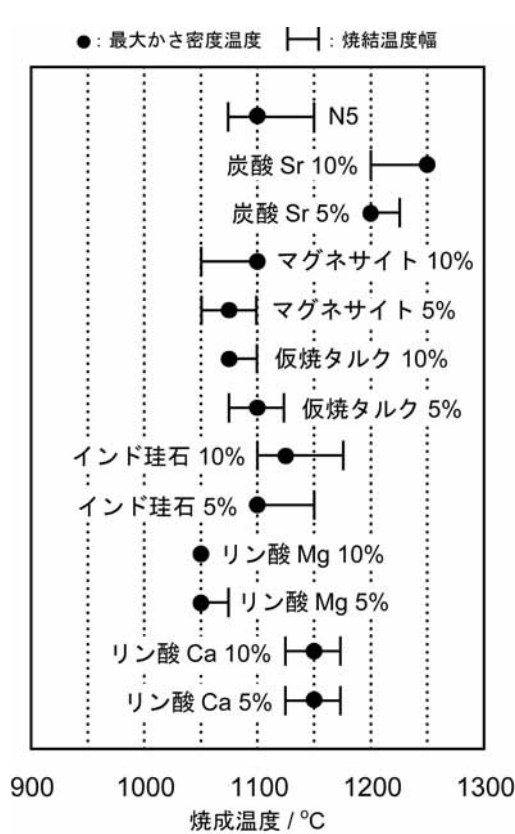 ●：最大かさ密度温度 ：焼結温度幅
N5
炭酸 Sr 10%
炭酸 Sr 5%
マグネサイト 10%
マグネサイト 5%
仮焼タルク 10%
仮焼タルク 5%
インド珪石 10%
インド珪石 5%
リン酸 Mg 10%
リン酸 Mg 5%
リン酸 Ca 10%
リン酸 Ca 5%
900 1000 1100 1200 1300
焼成温度 / °C